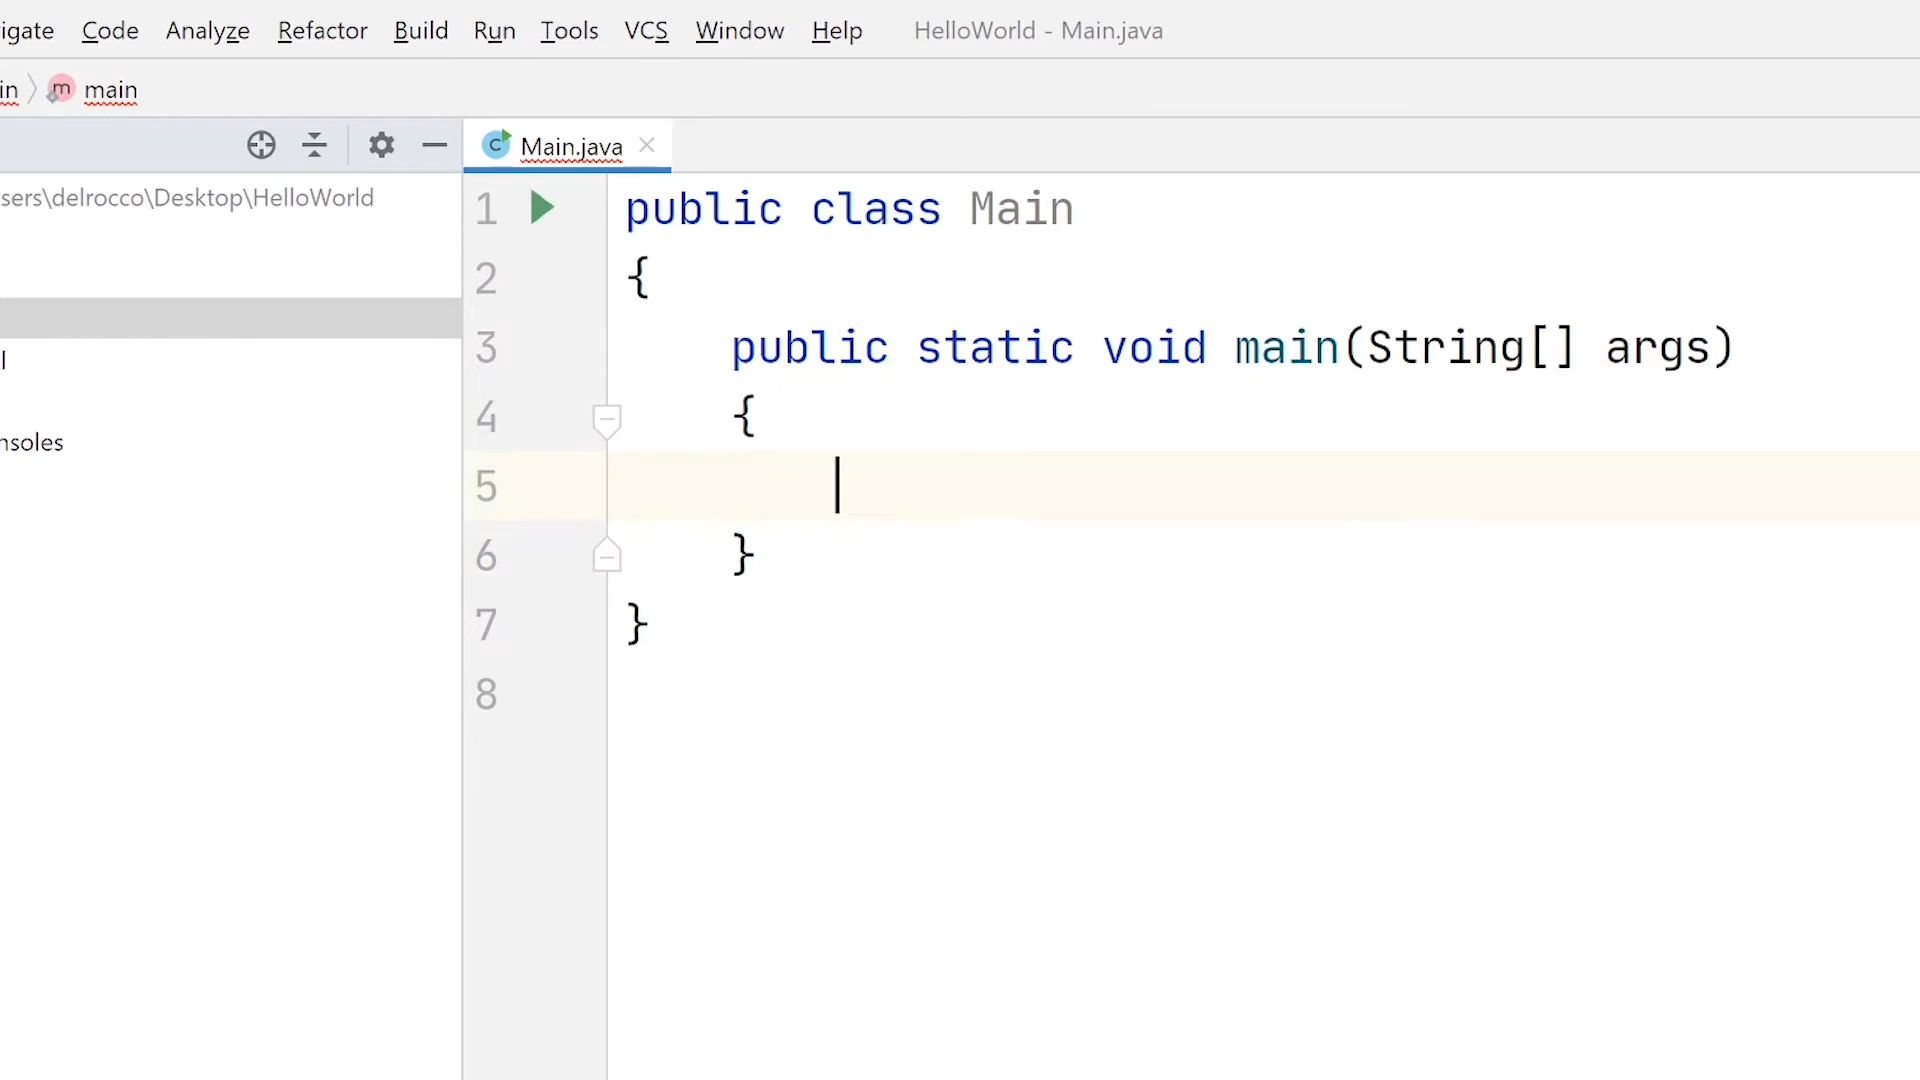 igate Code Analyze Refactor Build Run Tools VCS Window Help HelloWorld - Main.java
in m main
C Main.java
sers\delrocco\Desktop\HelloWorld
l
nsoles
1 public class Main
2 {
3 public static void main(String[] args)
4 {
5
6 }
7 }
8